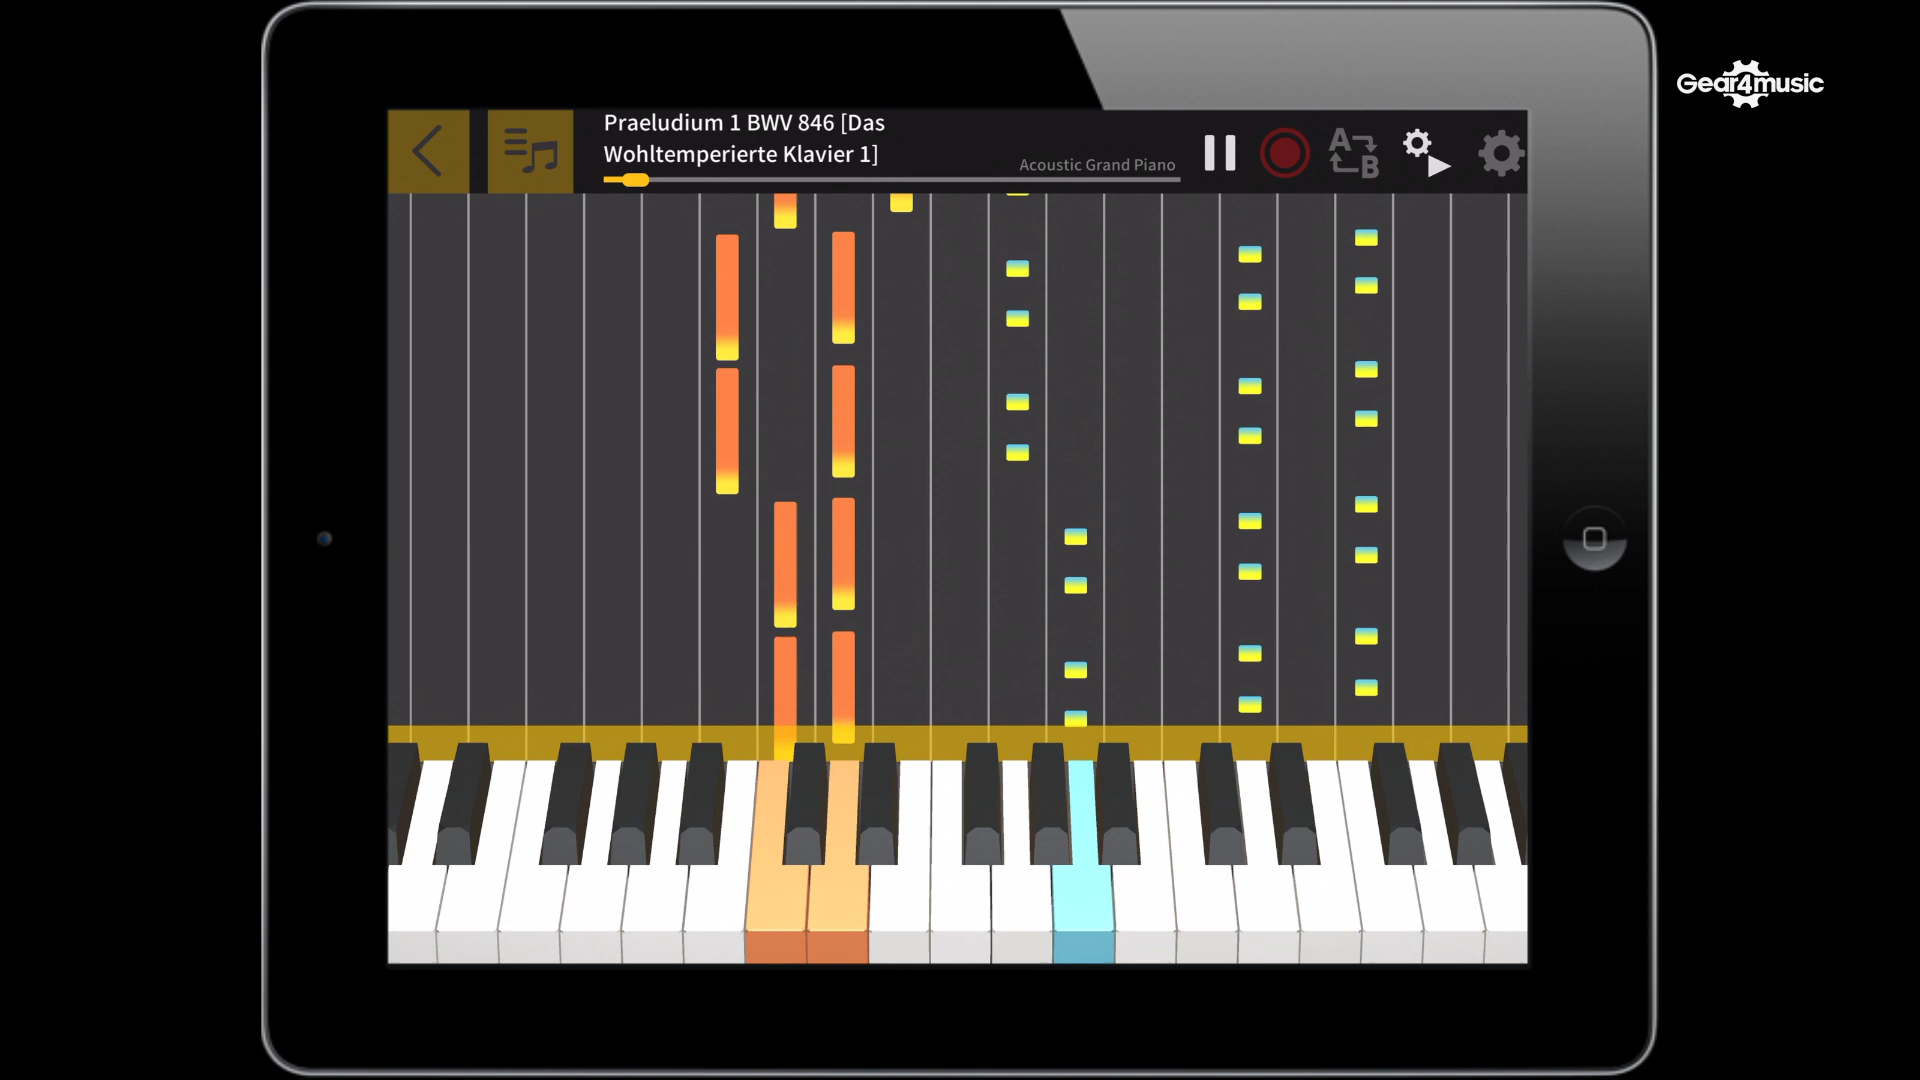 Praeludium 1 BWV 846 [Das
Wohltemperierte Klavier 1]
Acoustic Grand Piano
A
B
Gear4music